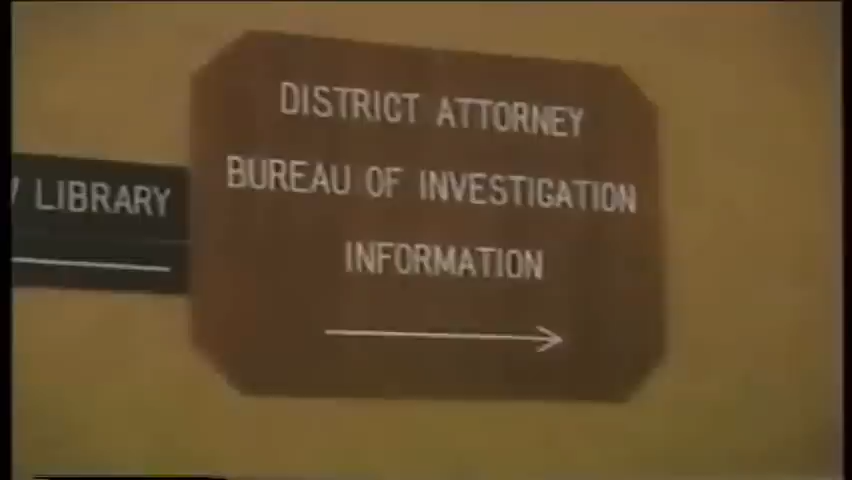 DISTRICT ATTORNEY
BUREAU OF INVESTIGATION
INFORMATION
LIBRARY